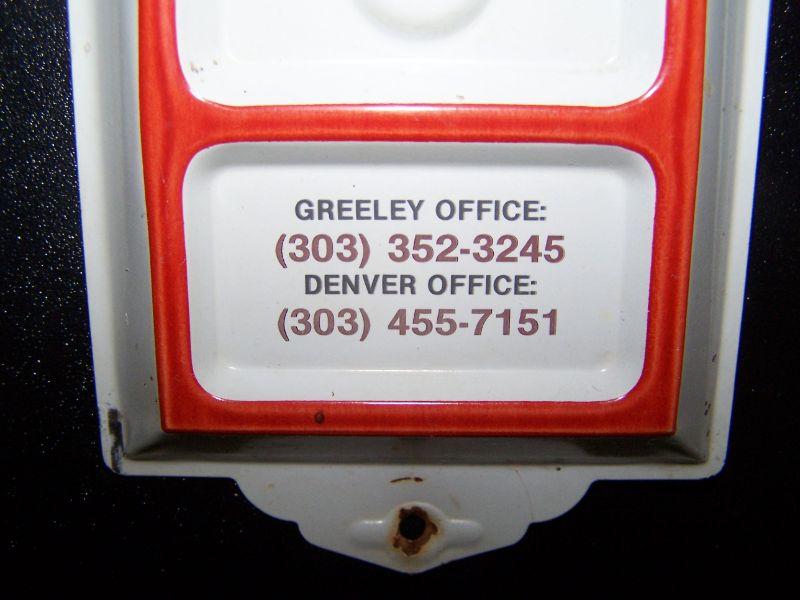 GREELEY OFFICE:
(303) 352-3245
DENVER OFFICE:
(303) 455-7151